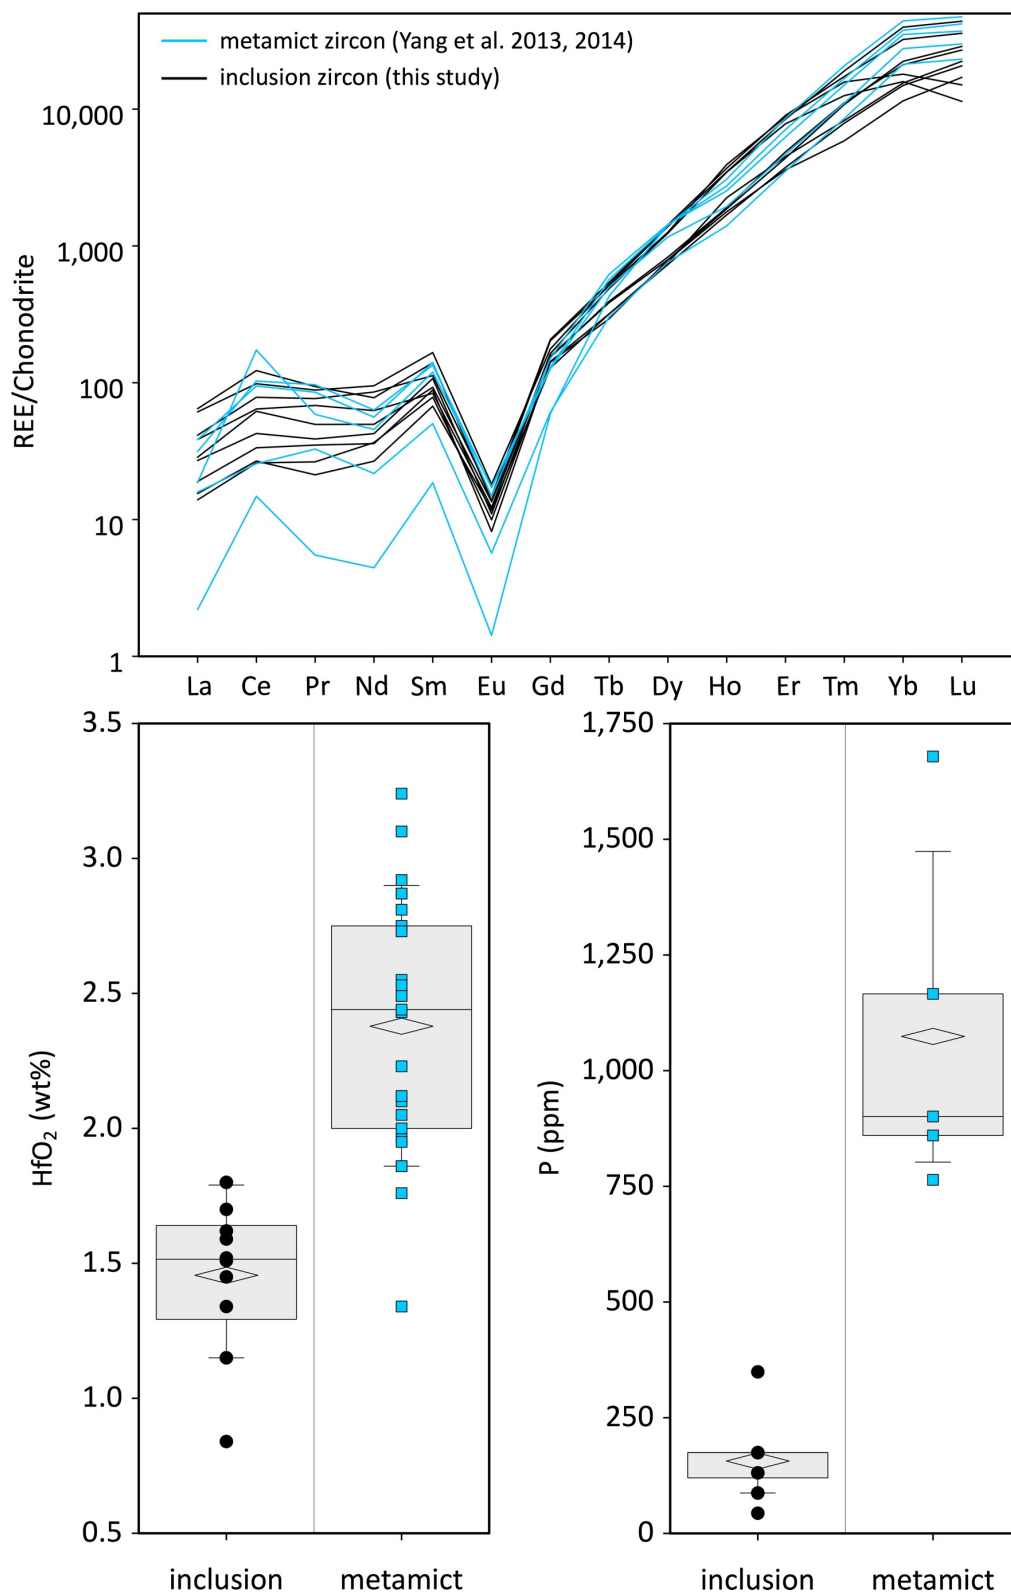 metamict zircon (Yang et al. 2013, 2014)
inclusion zircon (this study)
REE/Chonodrite
10,000
1,000
100
10
1
La Ce Pr Nd Sm Eu Gd Tb Dy Ho Er Tm Yb Lu
HfO₂ (wt%)
3.5
3.0
2.5
2.0
1.5
1.0
0.5
inclusion metamict
P (ppm)
1,750
1,500
1,250
1,000
750
500
250
0
inclusion metamict